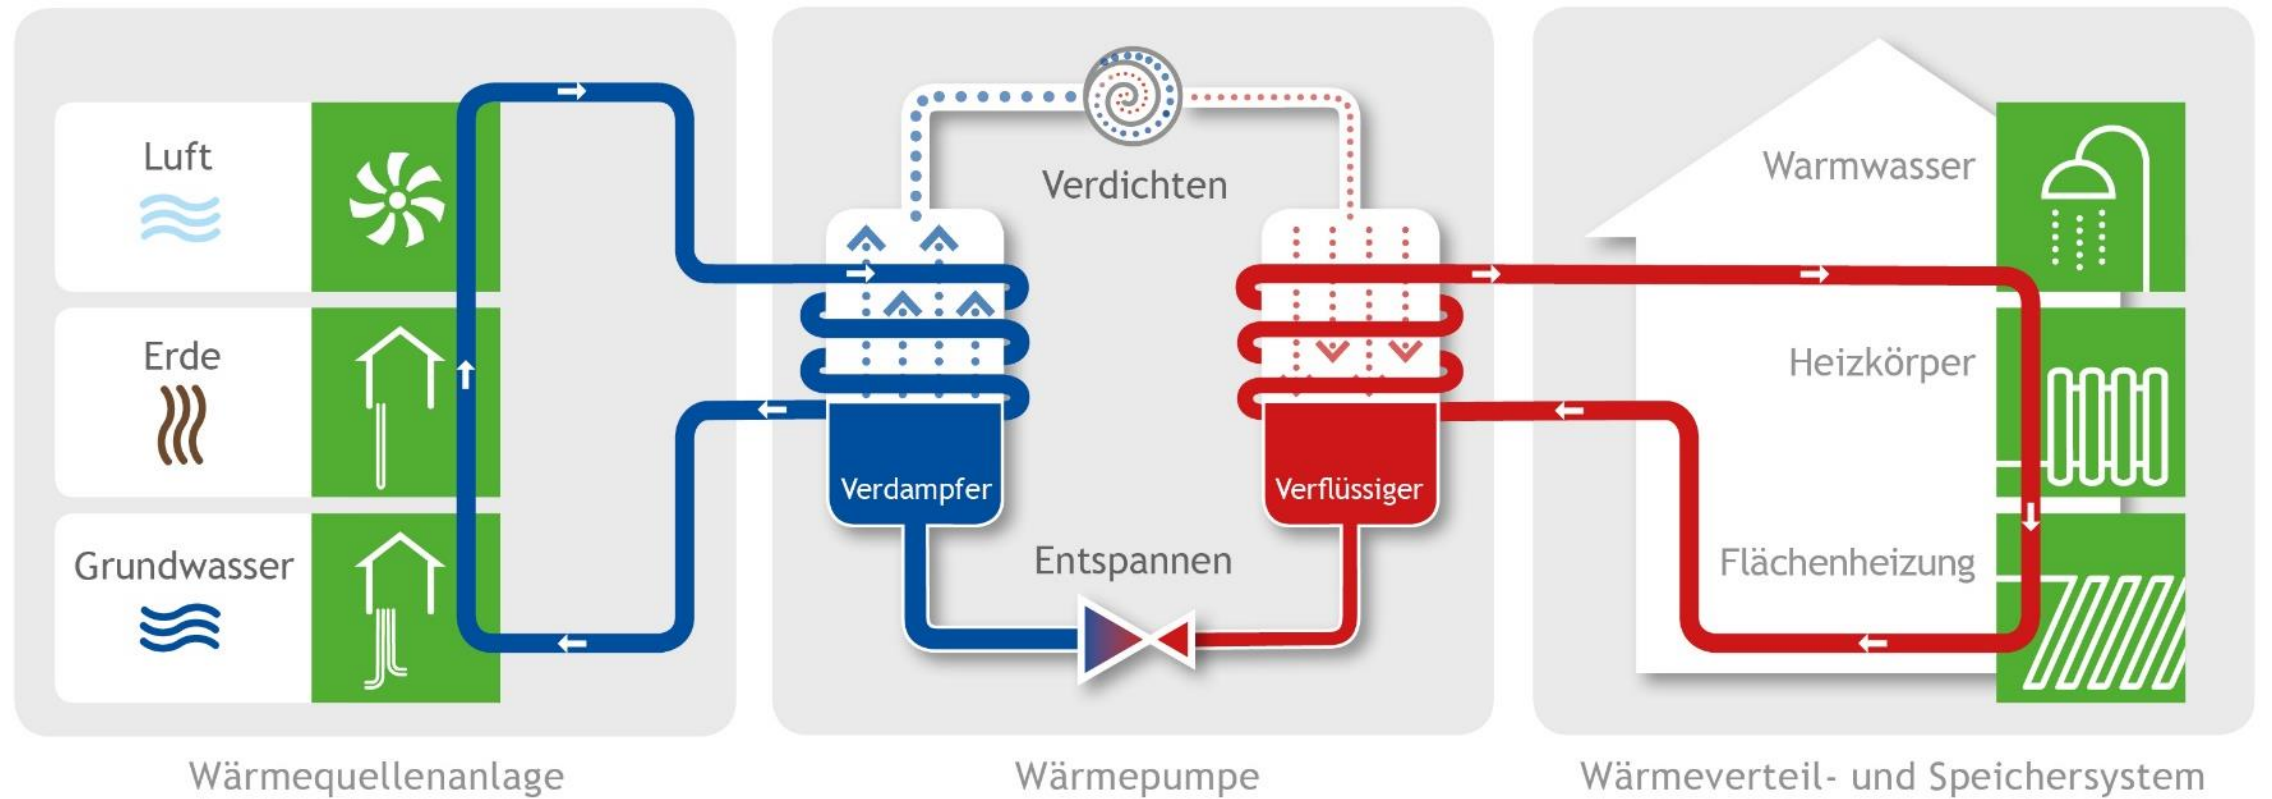 Luft
Erde
Grundwasser
Wärmequellenanlage
Verdichten
Verdampfer
Verflüssiger
Entspannen
Wärmepumpe
Warmwasser
Heizkörper
Flächenheizung
Wärmeverteil- und Speichersystem